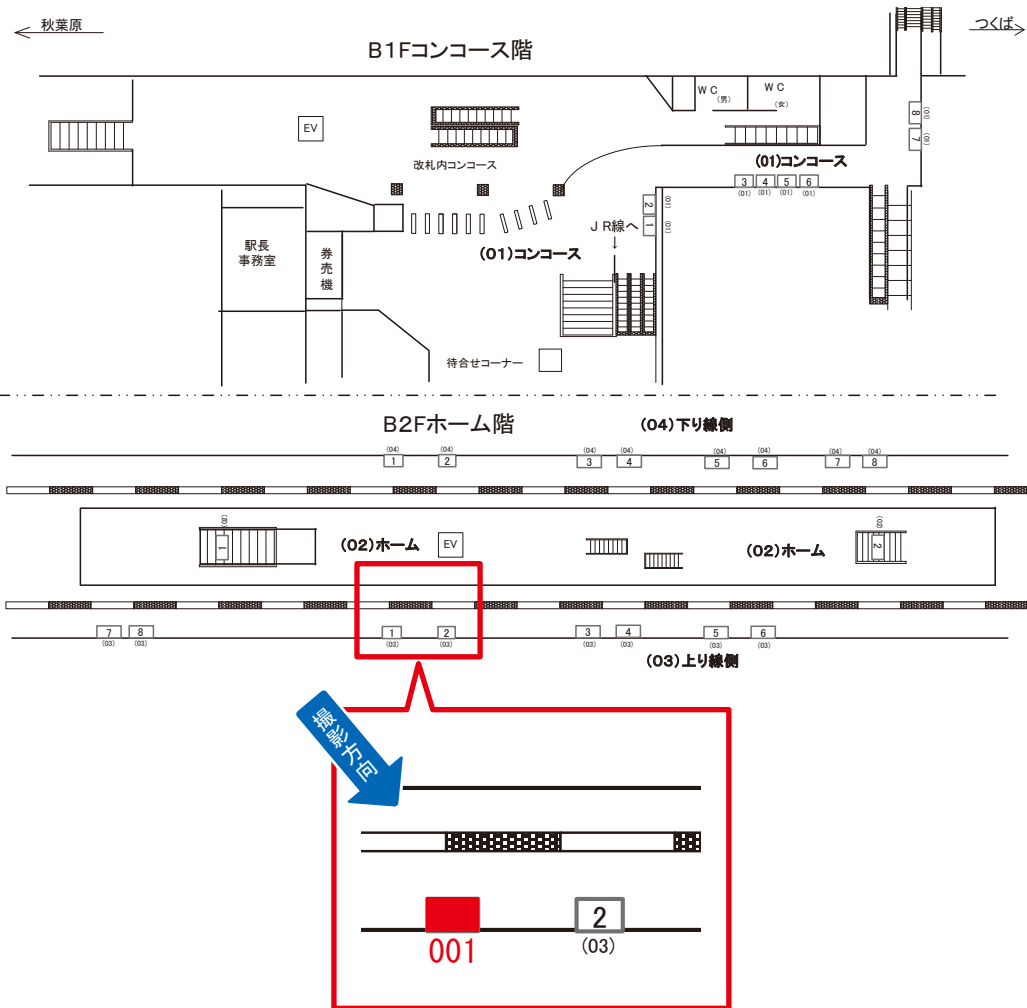 秋葉原
つくば
B1Fコンコース階
WC
(男)
WC
(女)
8
(01)
7
(01)
EV
改札内コンコース
(01)コンコース
3
4
5
6
(01)
(01)
(01)
(01)
2
(01)
1
(01)
JR線へ
↓
(01)コンコース
駅長
事務室
券売機
待合せコーナー
B2Fホーム階
(04)下り線側
(04)
(04)
(04)
(04)
(04)
(04)
(04)
(04)
1
2
3
4
5
6
7
8
(02)
1
(02)ホーム
EV
(02)ホーム
(02)
2
7
8
1
2
3
4
5
6
(03)
(03)
(03)
(03)
(03)
(03)
(03)
(03)
(03)上り線側
撮影方向
2
001
(03)